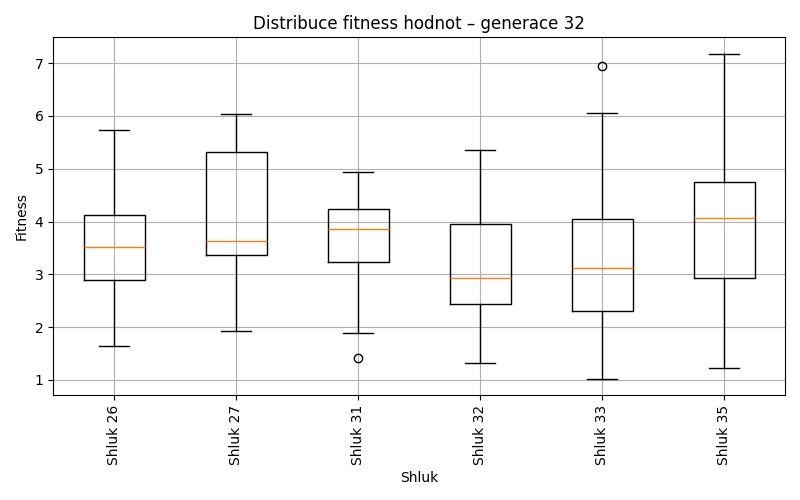 Distribuce fitness hodnot – generace 32
Fitness
7
6
5
4
3
2
1
Shluk 26
Shluk 27
Shluk 31
Shluk 32
Shluk 33
Shluk 35
Shluk